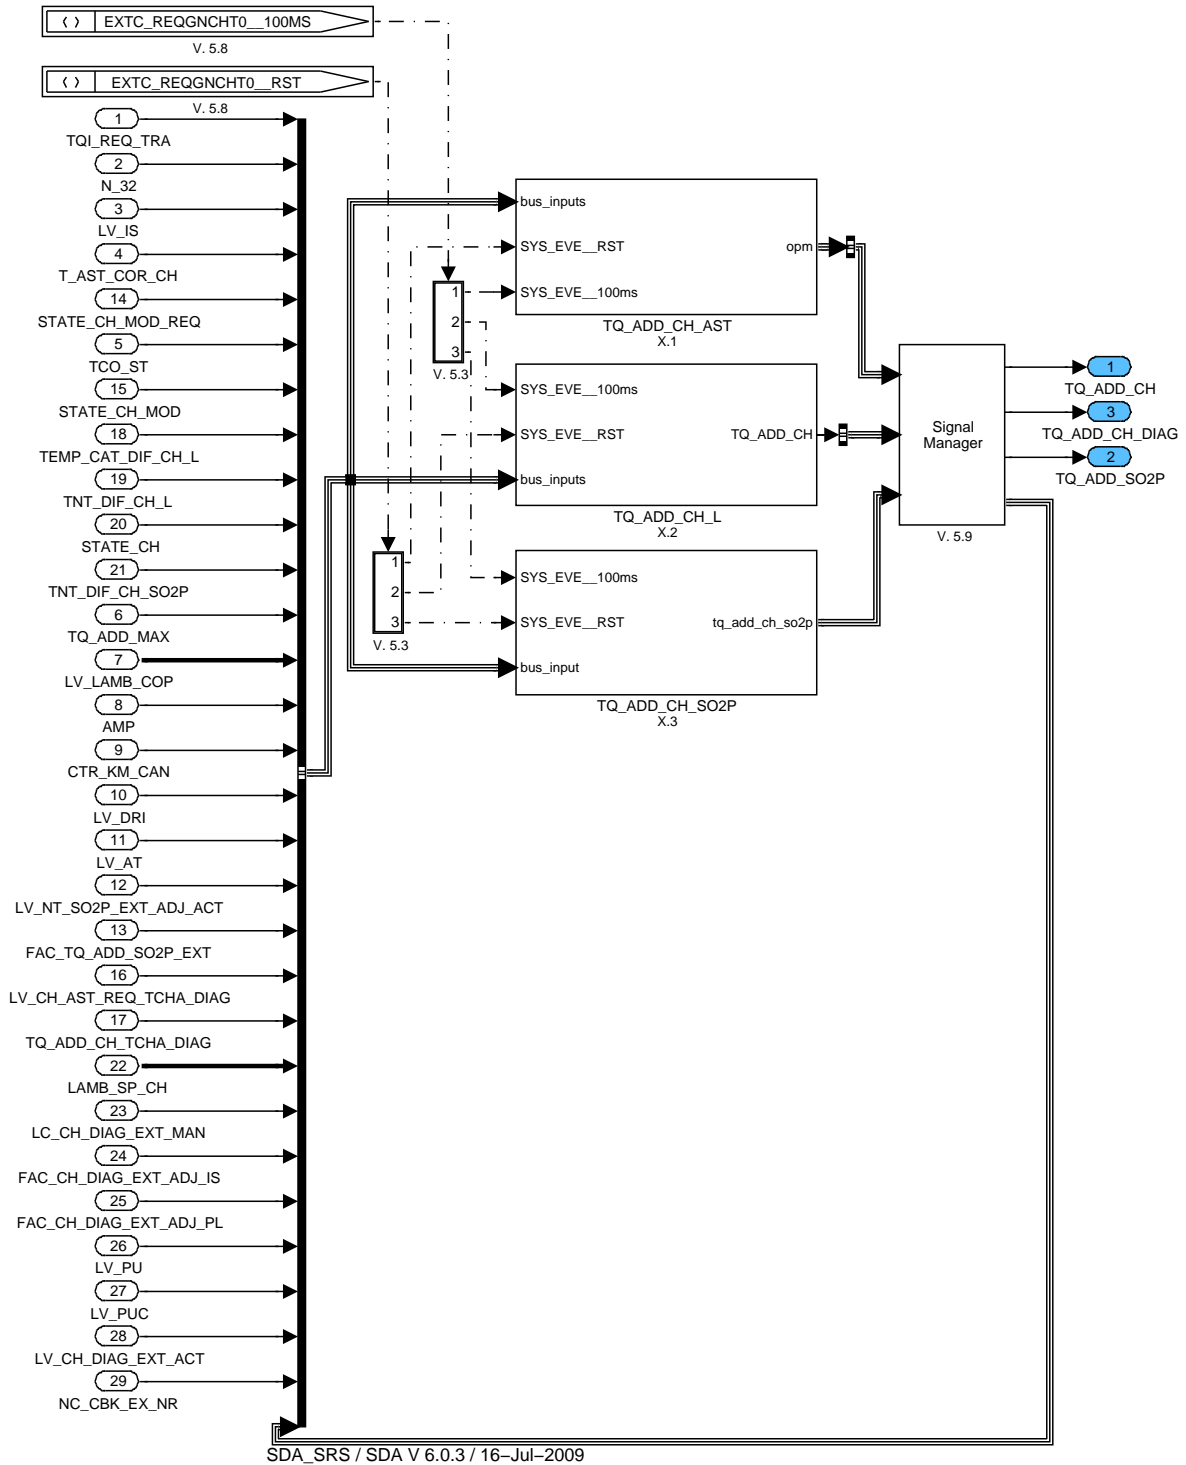 EXTC_REQGNCHT0__100MS
V. 5.8
EXTC_REQGNCHT0__RST
V. 5.8
1
TQI_REQ_TRA
2
N_32
3
LV_IS
4
T_AST_COR_CH
14
STATE_CH_MOD_REQ
5
TCO_ST
15
STATE_CH_MOD
18
TEMP_CAT_DIF_CH_L
19
TNT_DIF_CH_L
20
STATE_CH
21
TNT_DIF_CH_SO2P
6
TQ_ADD_MAX
7
LV_LAMB_COP
8
AMP
9
CTR_KM_CAN
10
LV_DRI
11
LV_AT
12
LV_NT_SO2P_EXT_ADJ_ACT
13
FAC_TQ_ADD_SO2P_EXT
16
LV_CH_AST_REQ_TCHA_DIAG
17
TQ_ADD_CH_TCHA_DIAG
22
LAMB_SP_CH
23
LC_CH_DIAG_EXT_MAN
24
FAC_CH_DIAG_EXT_ADJ_IS
25
FAC_CH_DIAG_EXT_ADJ_PL
26
LV_PU
27
LV_PUC
28
LV_CH_DIAG_EXT_ACT
29
NC_CBK_EX_NR
1
2
3
V. 5.3
1
2
3
V. 5.3
bus_inputs
SYS_EVE__RST
opm
SYS_EVE__100ms
TQ_ADD_CH_AST
X.1
SYS_EVE__100ms
SYS_EVE__RST
TQ_ADD_CH
bus_inputs
TQ_ADD_CH_L
X.2
SYS_EVE__100ms
SYS_EVE__RST
tq_add_ch_so2p
bus_input
TQ_ADD_CH_SO2P
X.3
Signal
Manager
V. 5.9
1
TQ_ADD_CH
3
TQ_ADD_CH_DIAG
2
TQ_ADD_SO2P
SDA_SRS / SDA V 6.0.3 / 16−Jul−2009